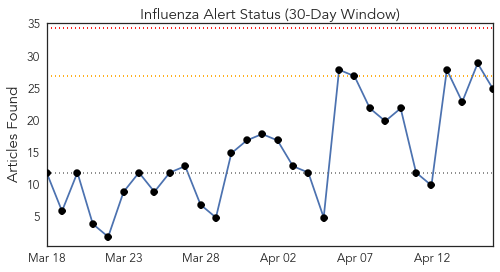 Influenza Alert Status (30-Day Window)
35
30
25
20
15
10
5
Articles Found
Mar 18 Mar 23 Mar 28 Apr 02 Apr 07 Apr 12